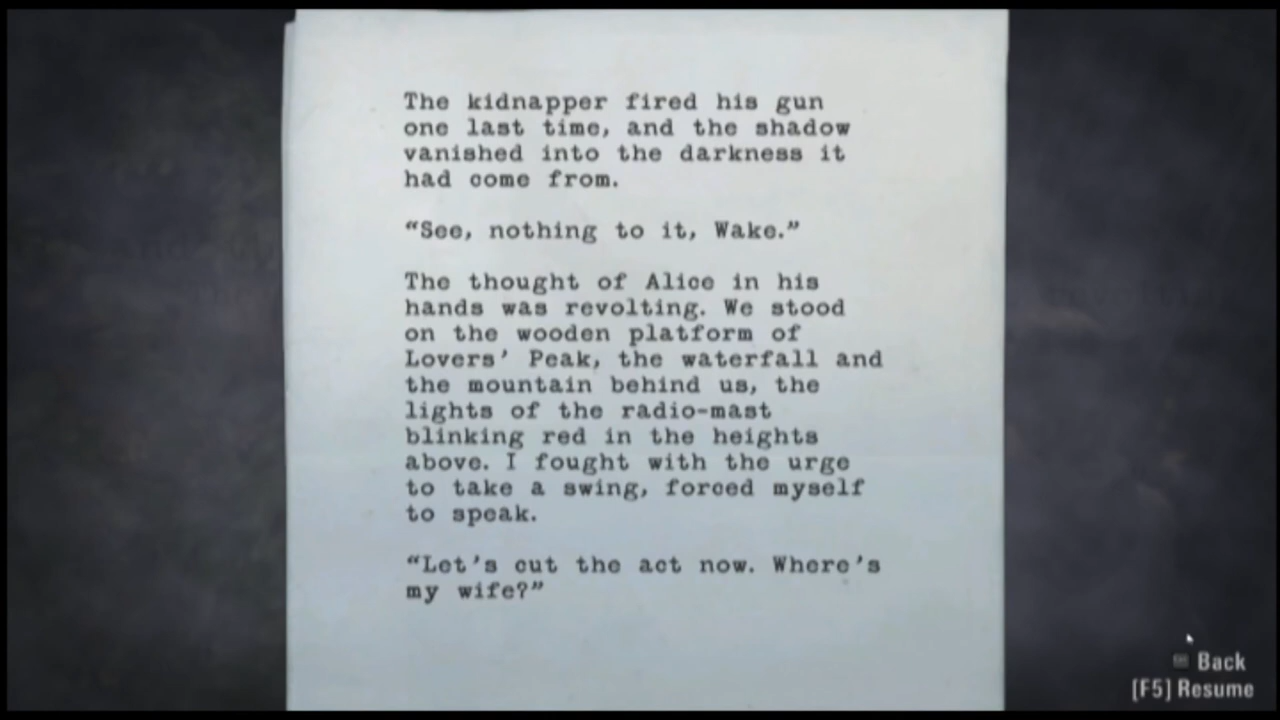 The kidnapper fired his gun
one last time, and the shadow
vanished into the darkness it
had come from.
“See, nothing to it, Wake.”
The thought of Alice in his
hands was revolting. We stood
on the wooden platform of
Lovers’ Peak, the waterfall and
the mountain behind us, the
lights of the radio-mast
blinking red in the heights
above. I fought with the urge
to take a swing, forced myself
to speak.
“Let’s cut the act now. Where’s
my wife?”
Back
[F5] Resume